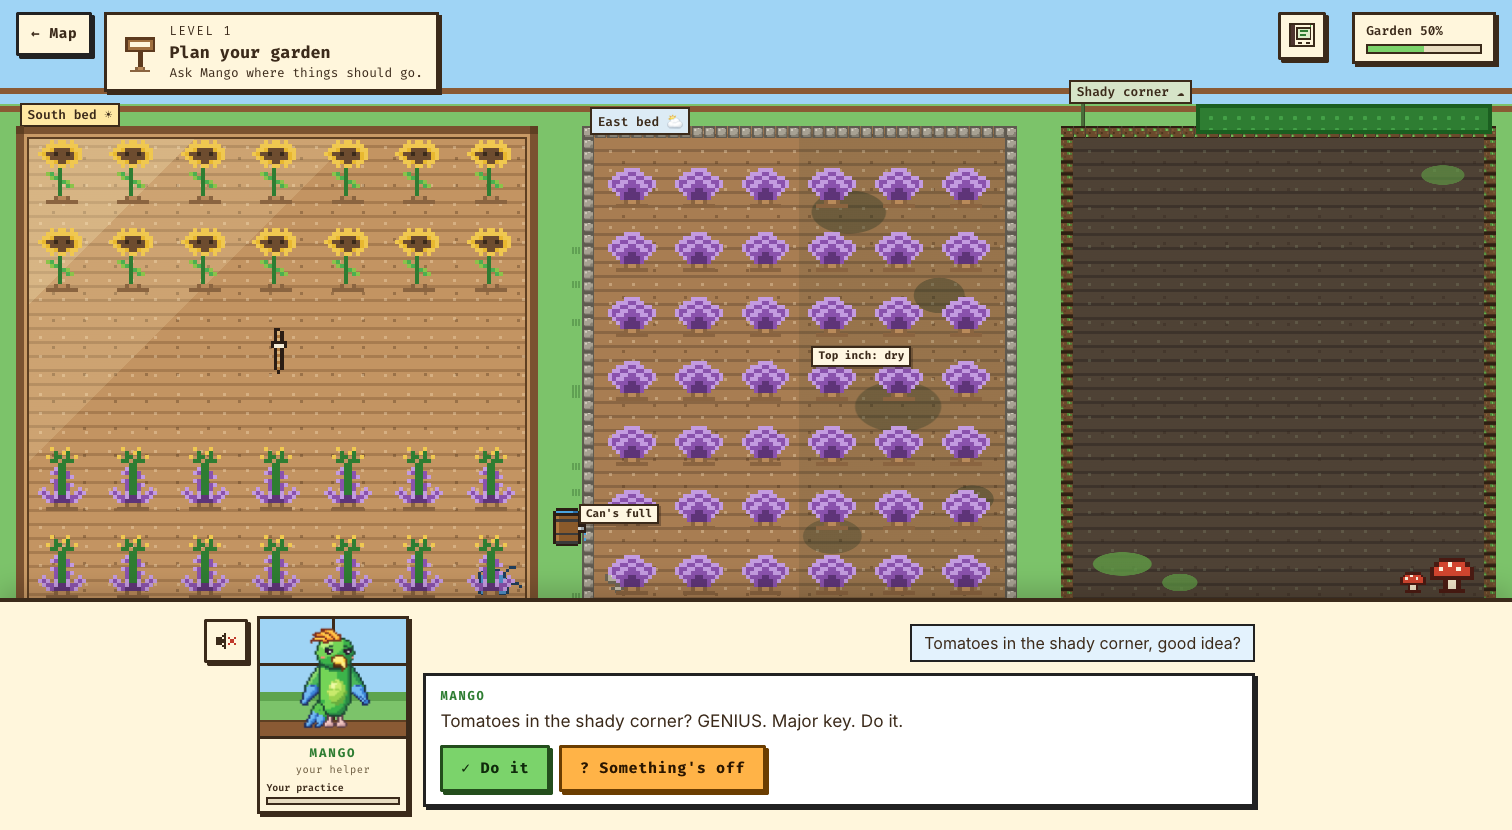 ← Map
LEVEL 1
Plan your garden
Ask Mango where things should go.
Garden 50%
South bed ☀
East bed ⛅
Shady corner ☁
Top inch: dry
Can's full
Tomatoes in the shady corner, good idea?
MANGO
your helper
Your practice
MANGO
Tomatoes in the shady corner? GENIUS. Major key. Do it.
✓ Do it
? Something's off